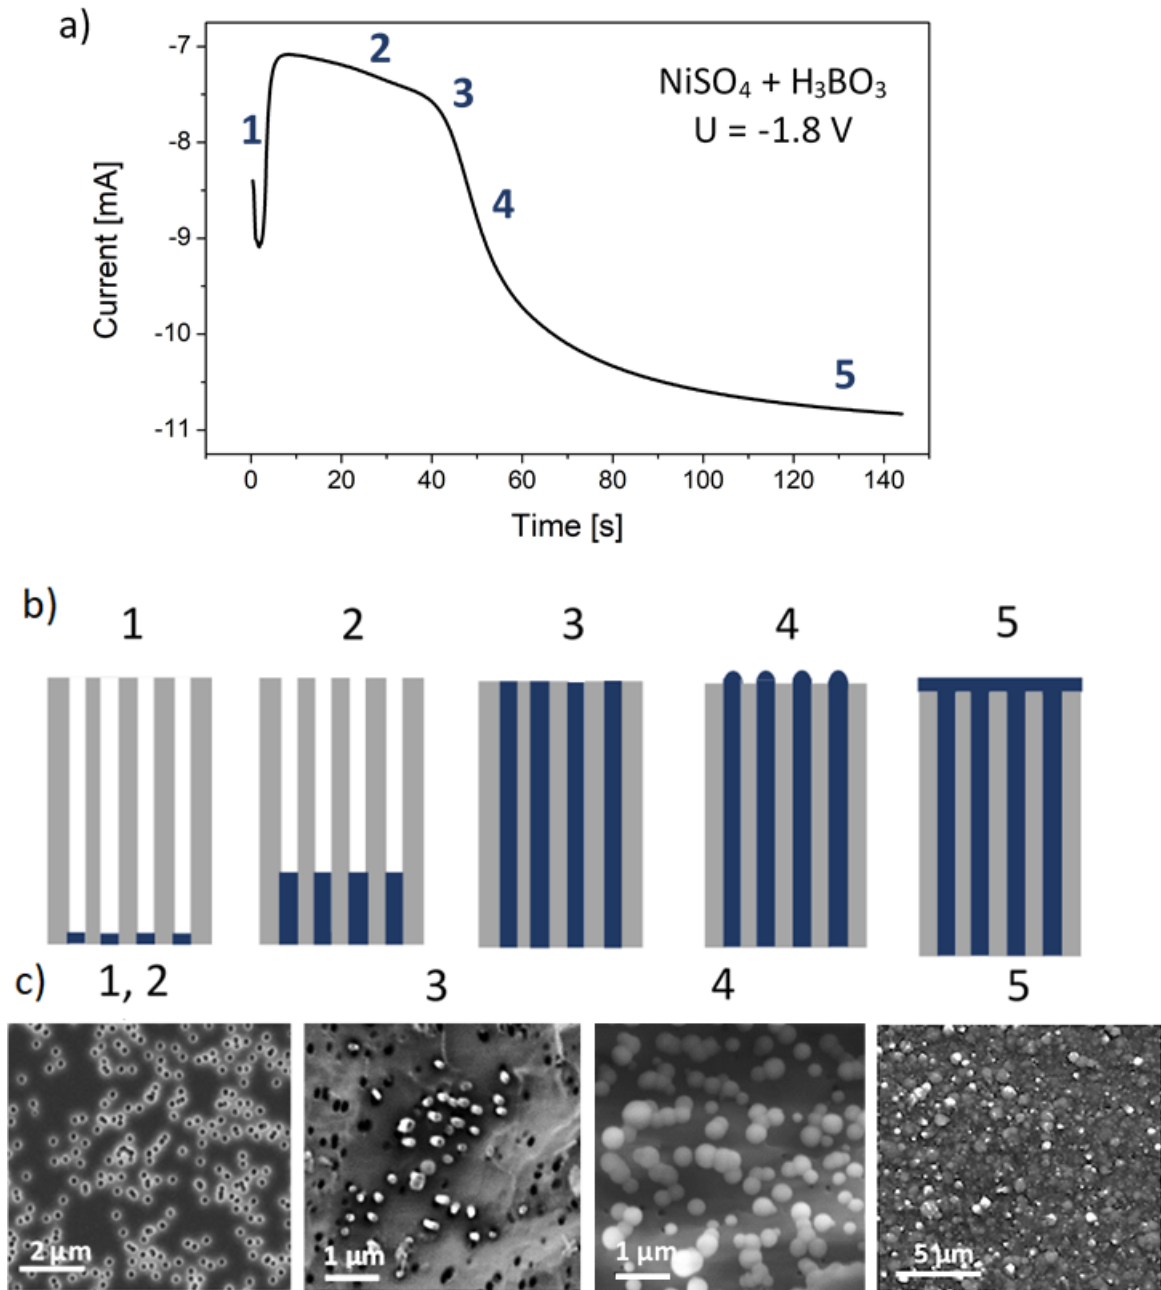 a)
-7
-8
-9
-10
-11
Current [mA]
1
2
3
4
5
NiSO₄ + H₃BO₃
U = -1.8 V
0 20 40 60 80 100 120 140
Time [s]
b)
1 2 3 4 5
c)
1, 2 3 4 5
2 μm 1 μm 1 μm 5 μm